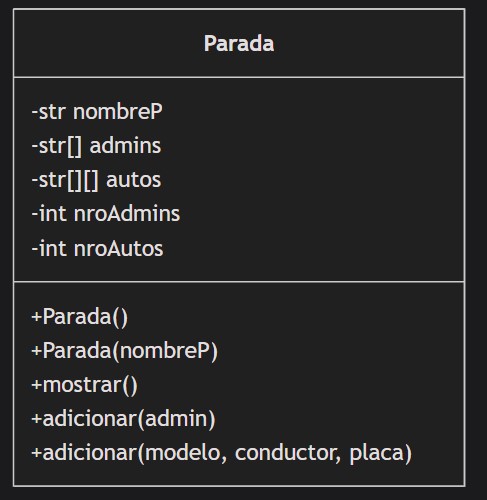 Parada
-str nombreP
-str[] admins
-str[][] autos
-int nroAdmins
-int nroAutos
+Parada()
+Parada(nombreP)
+mostrar()
+adicionar(admin)
+adicionar(modelo, conductor, placa)